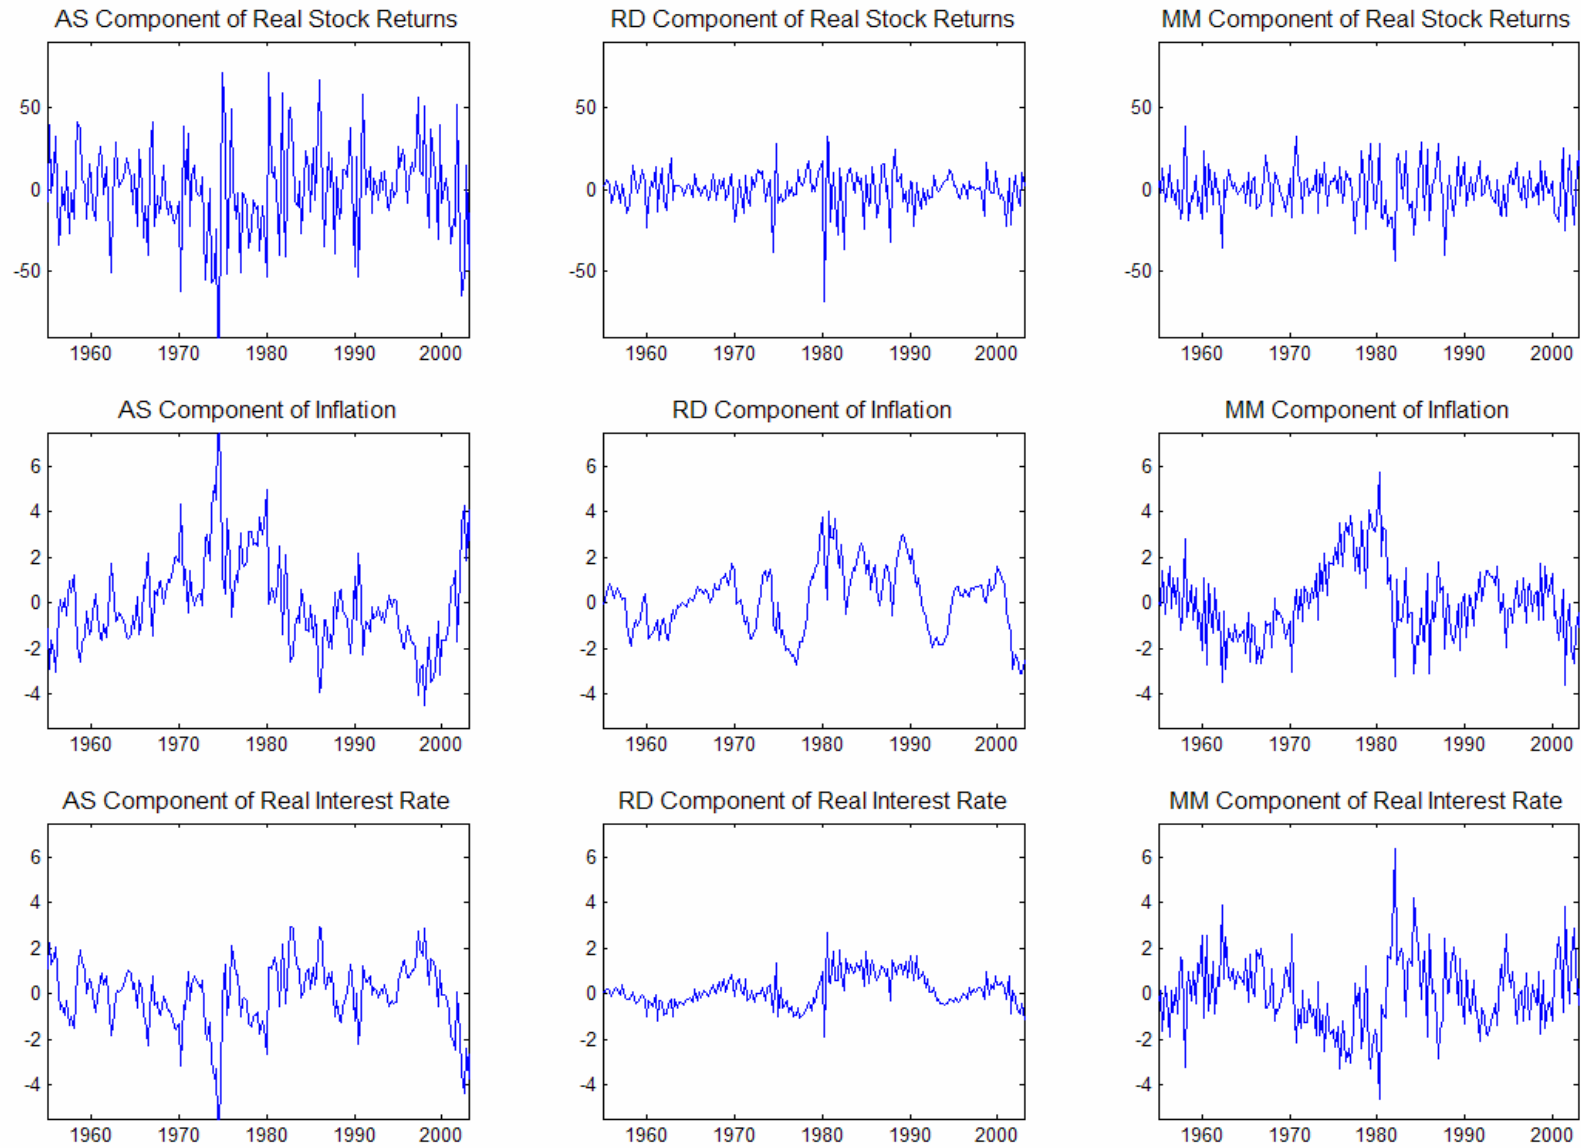 AS Component of Real Stock Returns
RD Component of Real Stock Returns
MM Component of Real Stock Returns
50
0
-50
1960 1970 1980 1990 2000
50
0
-50
1960 1970 1980 1990 2000
50
0
-50
1960 1970 1980 1990 2000
AS Component of Inflation
RD Component of Inflation
MM Component of Inflation
6
4
2
0
-2
-4
1960 1970 1980 1990 2000
6
4
2
0
-2
-4
1960 1970 1980 1990 2000
6
4
2
0
-2
-4
1960 1970 1980 1990 2000
AS Component of Real Interest Rate
RD Component of Real Interest Rate
MM Component of Real Interest Rate
6
4
2
0
-2
-4
1960 1970 1980 1990 2000
6
4
2
0
-2
-4
1960 1970 1980 1990 2000
6
4
2
0
-2
-4
1960 1970 1980 1990 2000